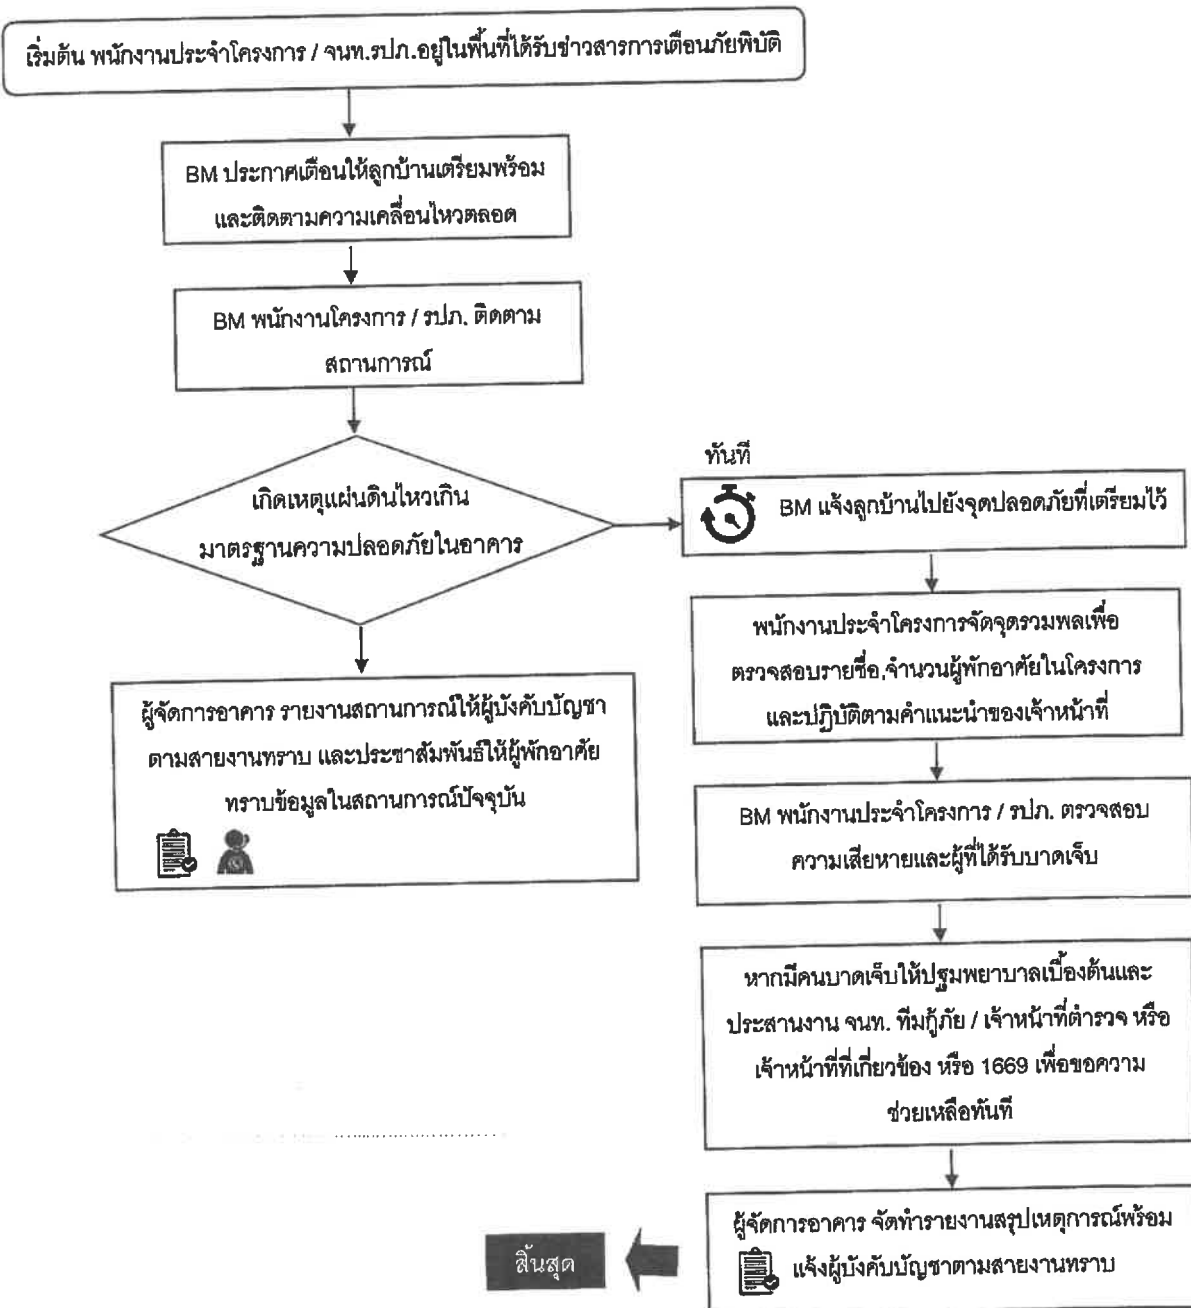 เริ่มต้น พนักงานประจำโครงการ / จนท.รปภ.อยู่ในพื้นที่ได้รับข่าวสารการเตือนภัยพิบัติ
BM ประกาศเตือนให้ลูกบ้านเตรียมพร้อม
และติดตามความเคลื่อนไหวตลอด
BM พนักงานโครงการ / รปภ. ติดตาม
สถานการณ์
เกิดเหตุแผ่นดินไหวเกิน
มาตรฐานความปลอดภัยในอาคาร
ผู้จัดการอาคาร รายงานสถานการณ์ให้ผู้บังคับบัญชา
ตามสายงานทราบ และประชาสัมพันธ์ให้ผู้พักอาศัย
ทราบข้อมูลในสถานการณ์ปัจจุบัน
ทันที
BM แจ้งลูกบ้านไปยังจุดปลอดภัยที่เตรียมไว้
พนักงานประจำโครงการจัดจุดรวมพลเพื่อ
ตรวจสอบรายชื่อ,จำนวนผู้พักอาศัยในโครงการ
และปฏิบัติตามคำแนะนำของเจ้าหน้าที่
BM พนักงานประจำโครงการ / รปภ. ตรวจสอบ
ความเสียหายและผู้ที่ได้รับบาดเจ็บ
หากมีคนบาดเจ็บให้ปฐมพยาบาลเบื้องต้นและ
ประสานงาน จนท. ทีมกู้ภัย / เจ้าหน้าที่ตำรวจ หรือ
เจ้าหน้าที่ที่เกี่ยวข้อง หรือ 1669 เพื่อขอความ
ช่วยเหลือทันที
ผู้จัดการอาคาร จัดทำรายงานสรุปเหตุการณ์พร้อม
แจ้งผู้บังคับบัญชาตามสายงานทราบ
สิ้นสุด